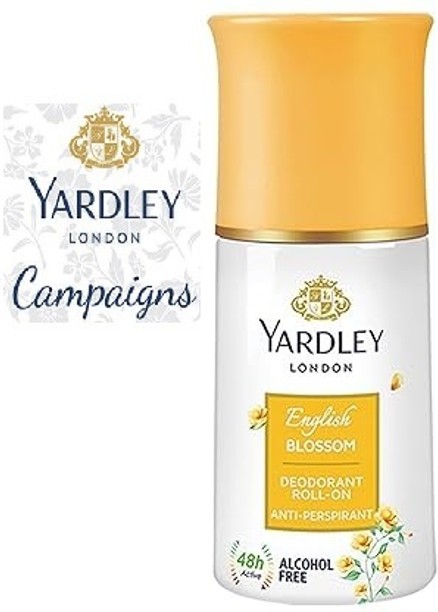 YARDLEY
LONDON
Campaigns
YARDLEY
LONDON
English
BLOSSOM
DEODORANT
ROLL-ON
ANTI-PERSPIRANT
48h
Active
ALCOHOL
FREE